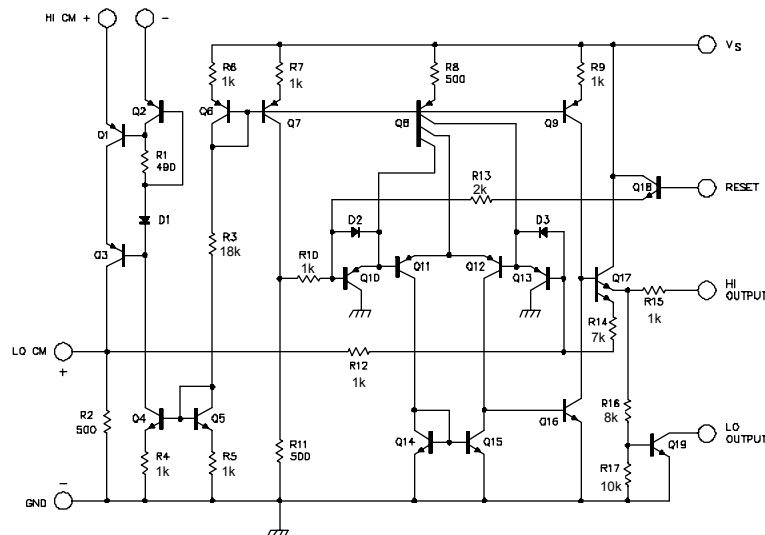 HI CM + -
R6 1k
R7 1k
R8 500
R9 1k
VS
Q1
Q2
Q6
Q7
Q8
Q9
R1 490
R13 2k
Q18
RESET
D1
D2
D3
Q3
R3 18k
R10 1k
Q10
Q11
Q12
Q13
Q17
R15 1k
HI OUTPUT
R14 7k
LO CM +
R12 1k
R2 500
Q4
Q5
R4 1k
R5 1k
R11 500
Q14
Q15
Q16
R16 8k
Q19
LO OUTPUT
R17 10k
GND -